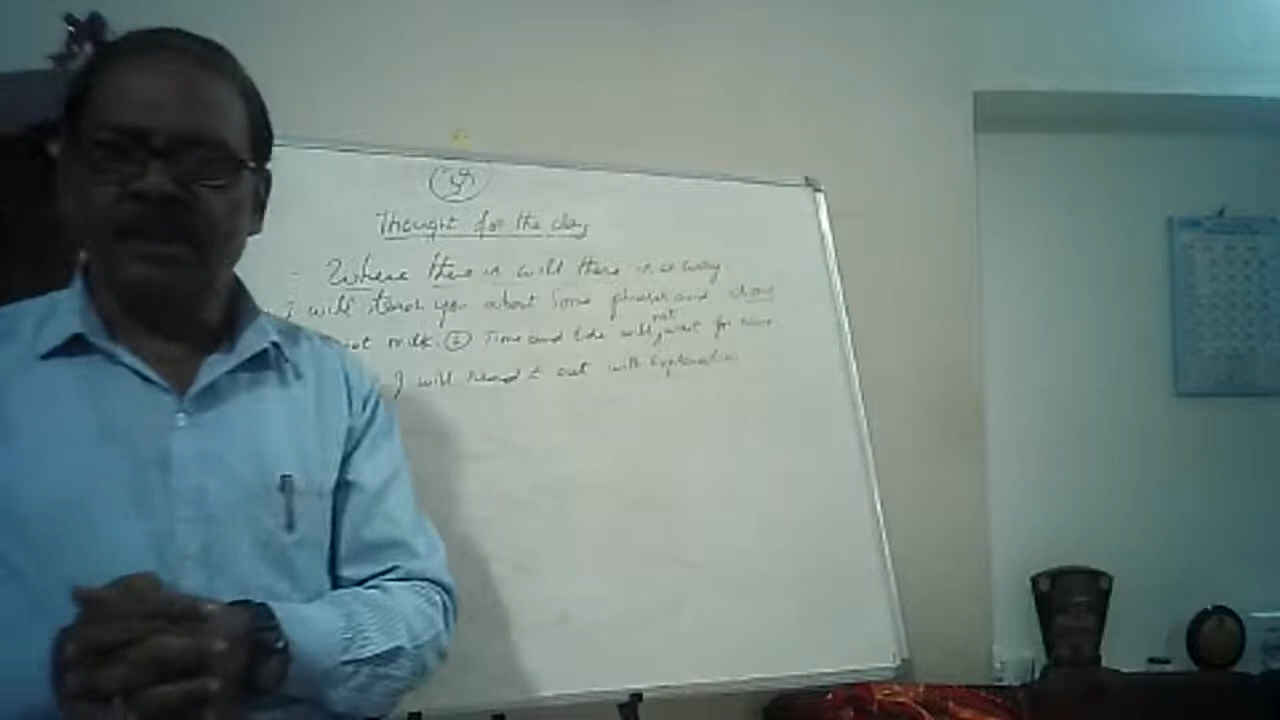 Thought for the day
Where there is will there is a way
I will teach you about some phrases and
milk. ② Time and tide will not wait for none
I will read it out with Explanation